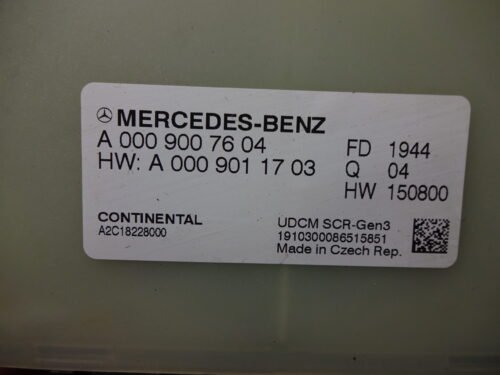 MERCEDES-BENZ
A 000 900 76 04 FD 1944
HW: A 000 901 17 03 Q 04
HW 150800
CONTINENTAL UDCM SCR-Gen3
A2C18228000 1910300086515851
Made in Czech Rep.